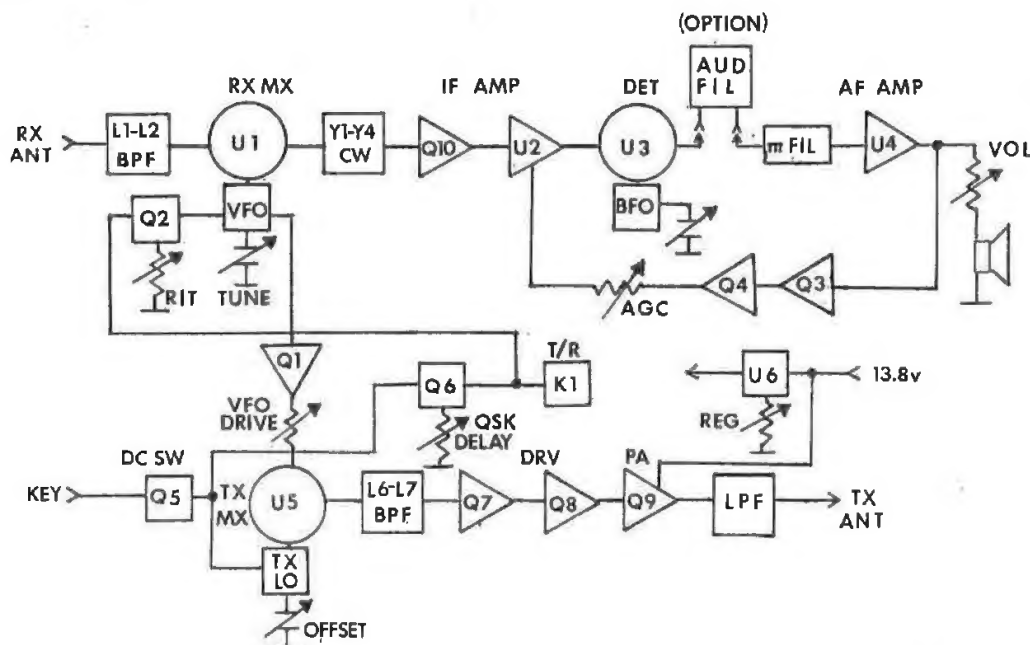 (OPTION)
RX MX
IF AMP
DET
AUD
FIL
AF AMP
RX
ANT
L1-L2
BPF
U1
Y1-Y4
CW
Q10
U2
U3
π FIL
U4
VOL
Q2
VFO
BFO
RIT
TUNE
AGC
Q4
Q3
Q1
T/R
Q6
K1
U6
13.8v
VFO
DRIVE
QSK
DELAY
REG
DC SW
DRV
PA
KEY
Q5
TX
MX
U5
L6-L7
BPF
Q7
Q8
Q9
LPF
TX
ANT
TX
LO
OFFSET